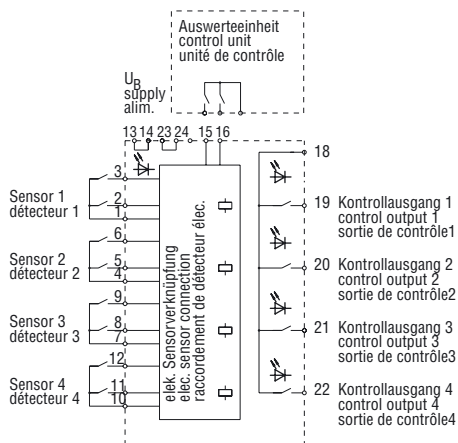 Auswerteeinheit
control unit
unité de contrôle
UB
supply
alim.
13 14 23 24 15 16
3
2
1
Sensor 1
détecteur 1
6
5
4
Sensor 2
détecteur 2
9
8
7
Sensor 3
détecteur 3
12
11
10
Sensor 4
détecteur 4
elek. Sensorverknüpfung
elec. sensor connection
raccordement de détecteur élec.
18
19 Kontrollausgang 1
control output 1
sortie de contrôle1
20 Kontrollausgang 2
control output 2
sortie de contrôle2
21 Kontrollausgang 3
control output 3
sortie de contrôle3
22 Kontrollausgang 4
control output 4
sortie de contrôle4